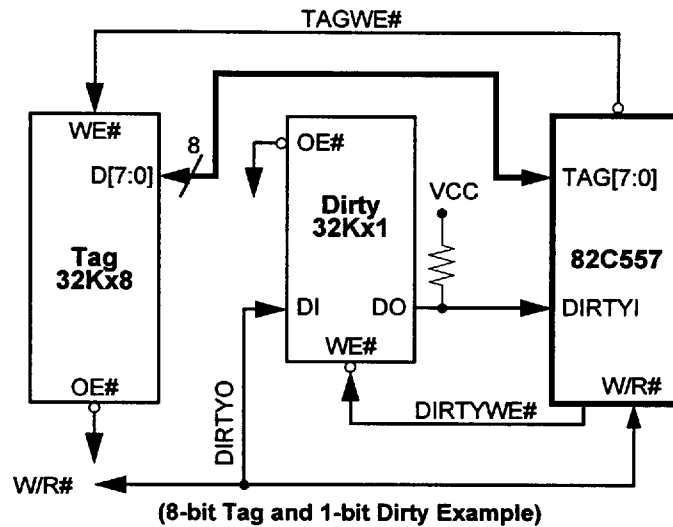 TAGWE#
WE#
8
OE#
D[7:0]
TAG[7:0]
VCC
Dirty
32Kx1
Tag
32Kx8
82C557
DI
DO
DIRTYI
WE#
OE#
W/R#
DIRTYO
DIRTYWE#
W/R#
(8-bit Tag and 1-bit Dirty Example)